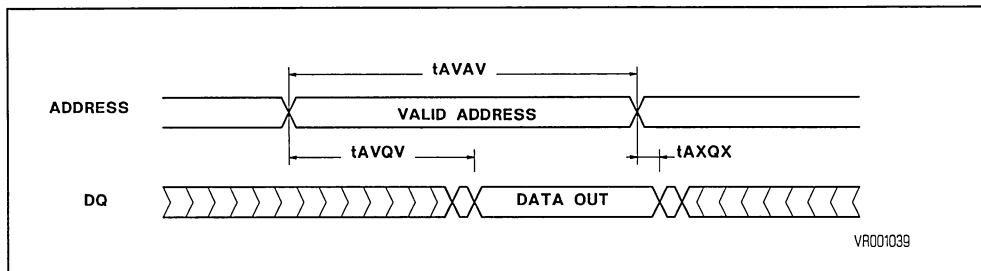 tAVAV
ADDRESS
VALID ADDRESS
tAVQV
tAXQX
DQ
DATA OUT
VR001039